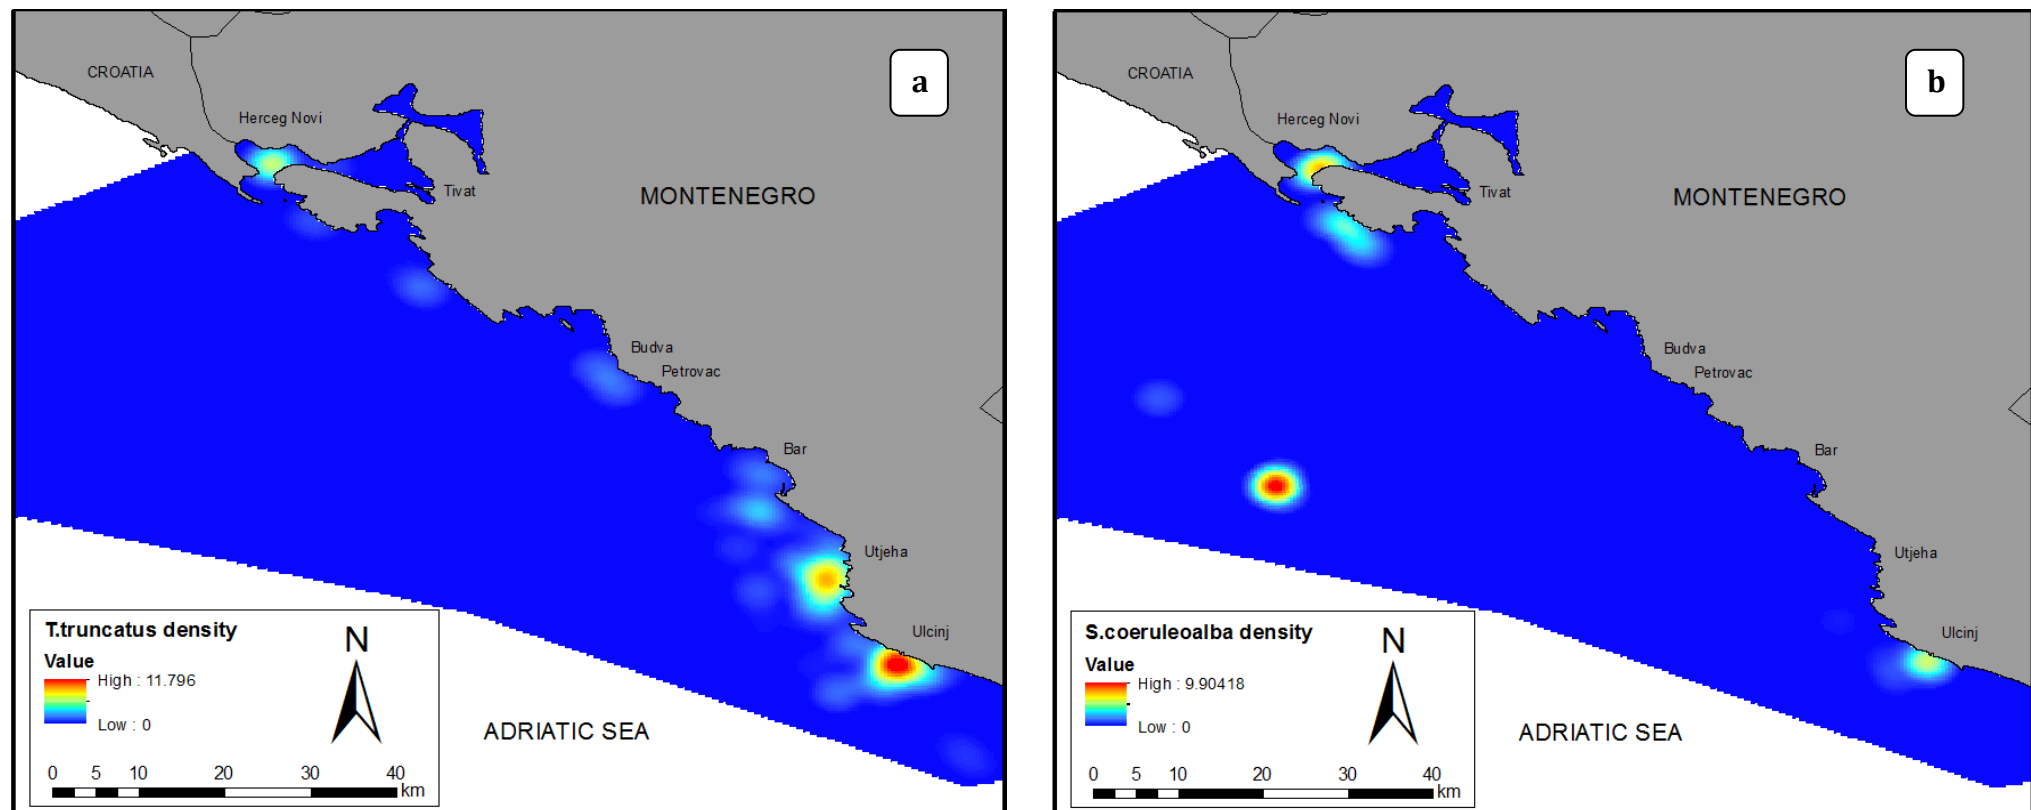 a
CROATIA
Herceg Novi
Tivat
MONTENEGRO
Budva
Petrovac
Bar
Utjeha
Ulcinj
ADRIATIC SEA
T.truncatus density
Value
High : 11.796
Low : 0
N
0 5 10 20 30 40
km
b
CROATIA
Herceg Novi
Tivat
MONTENEGRO
Budva
Petrovac
Bar
Utjeha
Ulcinj
ADRIATIC SEA
S.coeruleoalba density
Value
High : 9.90418
Low : 0
N
0 5 10 20 30 40
km